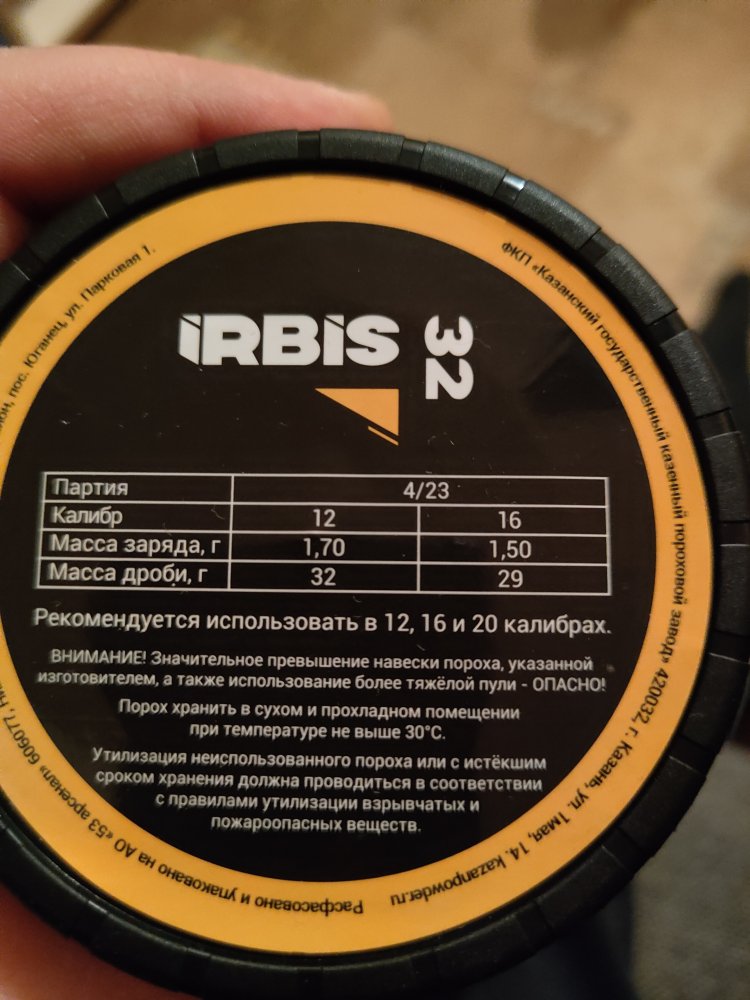 IRBIS 32
Партия 4/23
Калибр 12 16
Масса заряда, г 1,70 1,50
Масса дроби, г 32 29
Рекомендуется использовать в 12, 16 и 20 калибрах.
ВНИМАНИЕ! Значительное превышение навески пороха, указанной
изготовителем, а также использование более тяжёлой пули - ОПАСНО!
Порох хранить в сухом и прохладном помещении
при температуре не выше 30°С.
Утилизация неиспользованного пороха или с истёкшим
сроком хранения должна проводиться в соответствии
с правилами утилизации взрывчатых и
пожароопасных веществ.
ФКП «Казанский государственный казенный пороховой завод» 420032, г. Казань, ул. 1мая, 14. kazanpowder.ru
Расфасовано и упаковано на АО «53 арсенал» 606077, пос. Юганец, ул. Парковая 1.